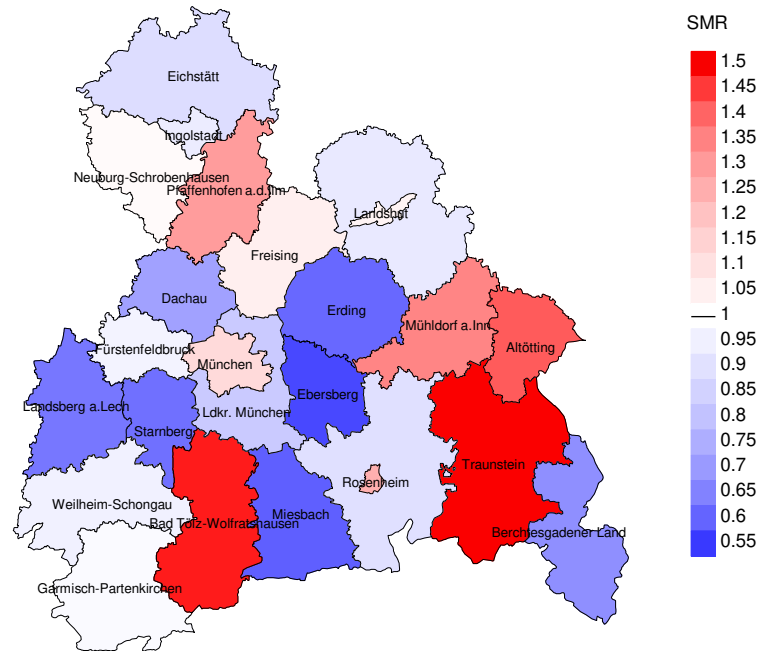 SMR
1.5
1.45
1.4
1.35
1.3
1.25
1.2
1.15
1.1
1.05
1
0.95
0.9
0.85
0.8
0.75
0.7
0.65
0.6
0.55
Eichstätt
Ingolstadt
Neuburg-Schrobenhausen
Pfaffenhofen a.d.Ilm
Landshut
Freising
Dachau
Erding
Mühldorf a.Inn
Altötting
Fürstenfeldbruck
München
Ebersberg
Landsberg a.Lech
Ldkr. München
Starnberg
Traunstein
Rosenheim
Weilheim-Schongau
Miesbach
Bad Tölz-Wolfratshausen
Berchtesgadener Land
Garmisch-Partenkirchen